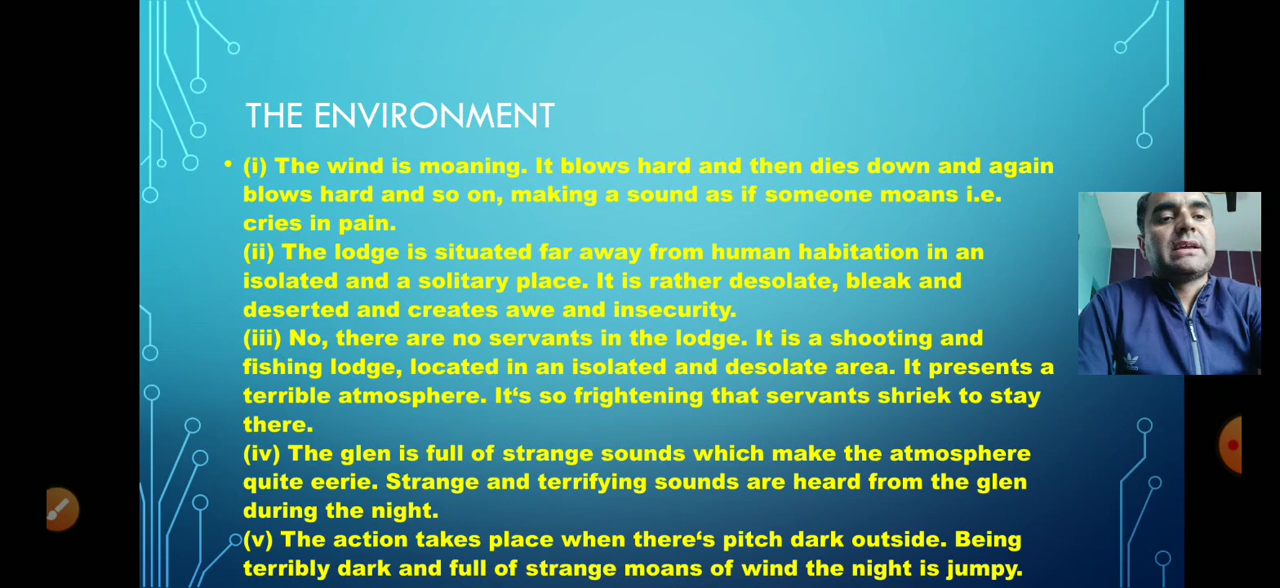 THE ENVIRONMENT
• (i) The wind is moaning. It blows hard and then dies down and again
blows hard and so on, making a sound as if someone moans i.e.
cries in pain.
(ii) The lodge is situated far away from human habitation in an
isolated and a solitary place. It is rather desolate, bleak and
deserted and creates awe and insecurity.
(iii) No, there are no servants in the lodge. It is a shooting and
fishing lodge, located in an isolated and desolate area. It presents a
terrible atmosphere. It‘s so frightening that servants shriek to stay
there.
(iv) The glen is full of strange sounds which make the atmosphere
quite eerie. Strange and terrifying sounds are heard from the glen
during the night.
(v) The action takes place when there‘s pitch dark outside. Being
terribly dark and full of strange moans of wind the night is jumpy.